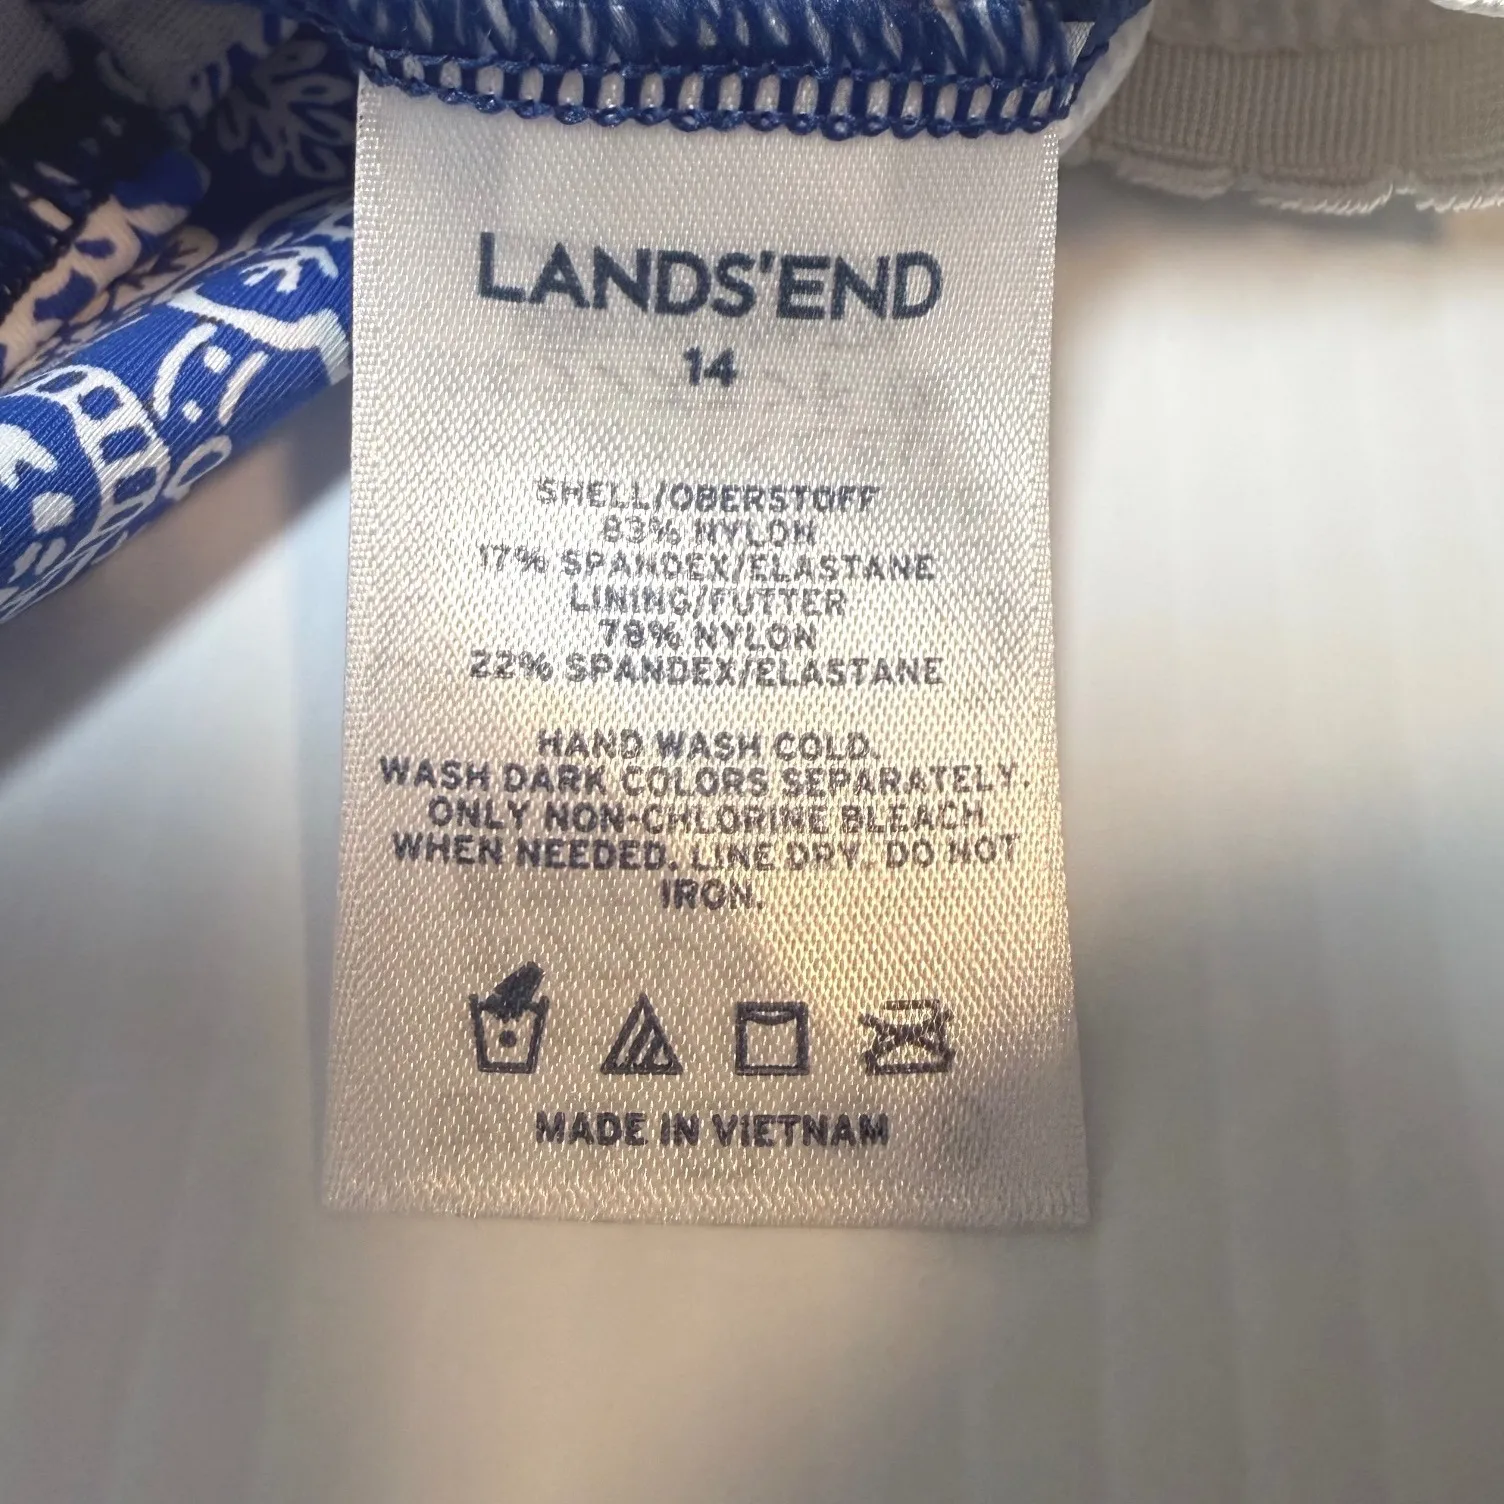 LANDS'END
14
SHELL/OBERSTOFF
83% NYLON
17% SPANDEX/ELASTANE
LINING/FUTTER
78% NYLON
22% SPANDEX/ELASTANE
HAND WASH COLD.
WASH DARK COLORS SEPARATELY.
ONLY NON-CHLORINE BLEACH
WHEN NEEDED. LINE DRY. DO NOT
IRON.
MADE IN VIETNAM